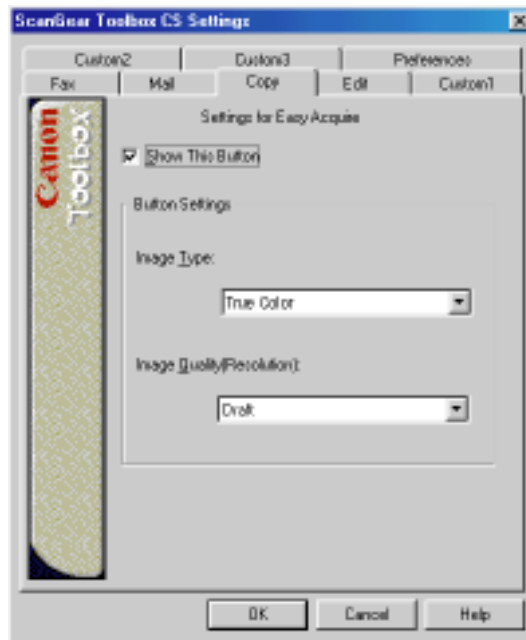 ScanGear Toolbox CS Settings
Custom2 Custom3 Preferences
Fax Mail Copy Edit Custom1
Canon
Toolbox
Settings for Easy Acquire
Show This Button
Button Settings
Image Type:
True Color
Image Quality(Resolution):
Draft
OK Cancel Help